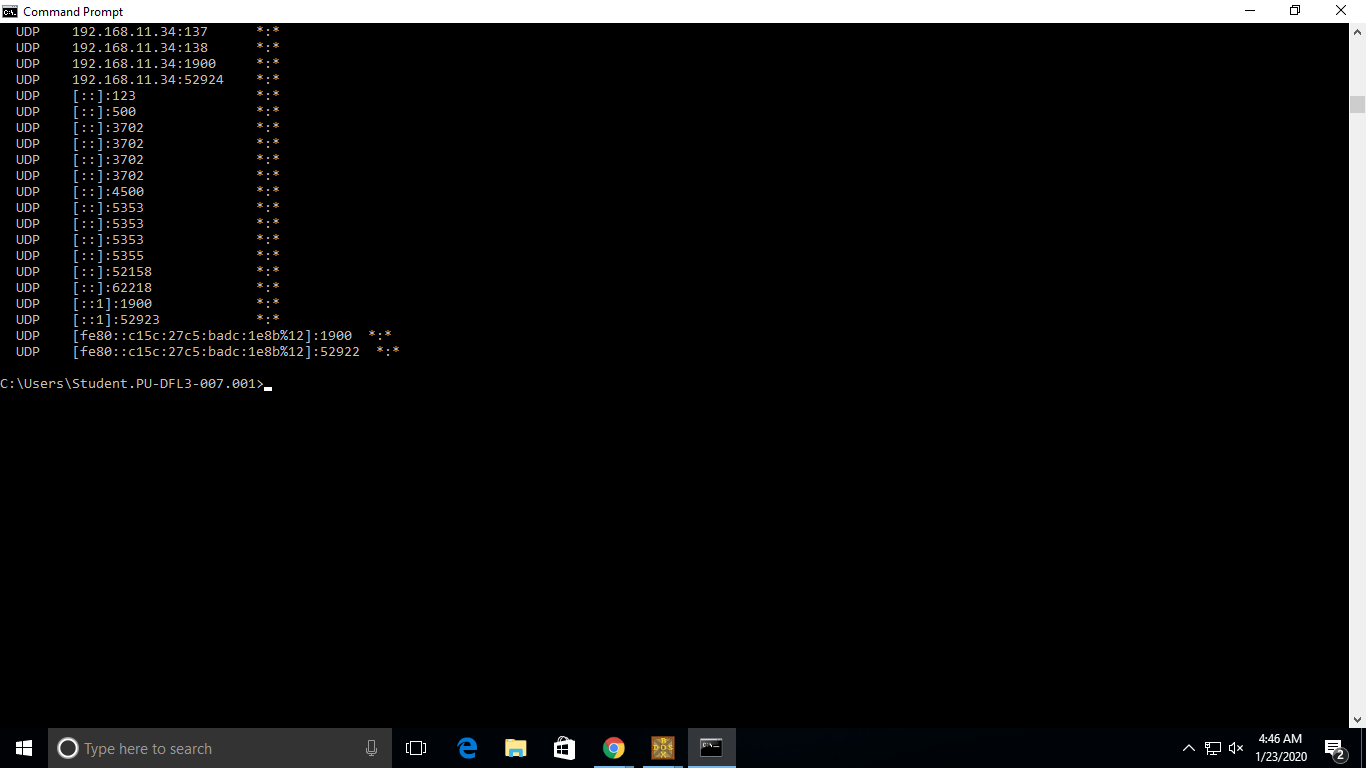 Command Prompt
UDP    192.168.11.34:137      *:*
UDP    192.168.11.34:138      *:*
UDP    192.168.11.34:1900     *:*
UDP    192.168.11.34:52924    *:*
UDP    [::]:123               *:*
UDP    [::]:500               *:*
UDP    [::]:3702              *:*
UDP    [::]:3702              *:*
UDP    [::]:3702              *:*
UDP    [::]:3702              *:*
UDP    [::]:4500              *:*
UDP    [::]:5353              *:*
UDP    [::]:5353              *:*
UDP    [::]:5353              *:*
UDP    [::]:5355              *:*
UDP    [::]:52158             *:*
UDP    [::]:62218             *:*
UDP    [::1]:1900             *:*
UDP    [::1]:52923            *:*
UDP    [fe80::c15c:27c5:badc:1e8b%12]:1900  *:*
UDP    [fe80::c15c:27c5:badc:1e8b%12]:52922  *:*
C:\Users\Student.PU-DFL3-007.001>
Type here to search
DOS
4:46 AM
1/23/2020
2